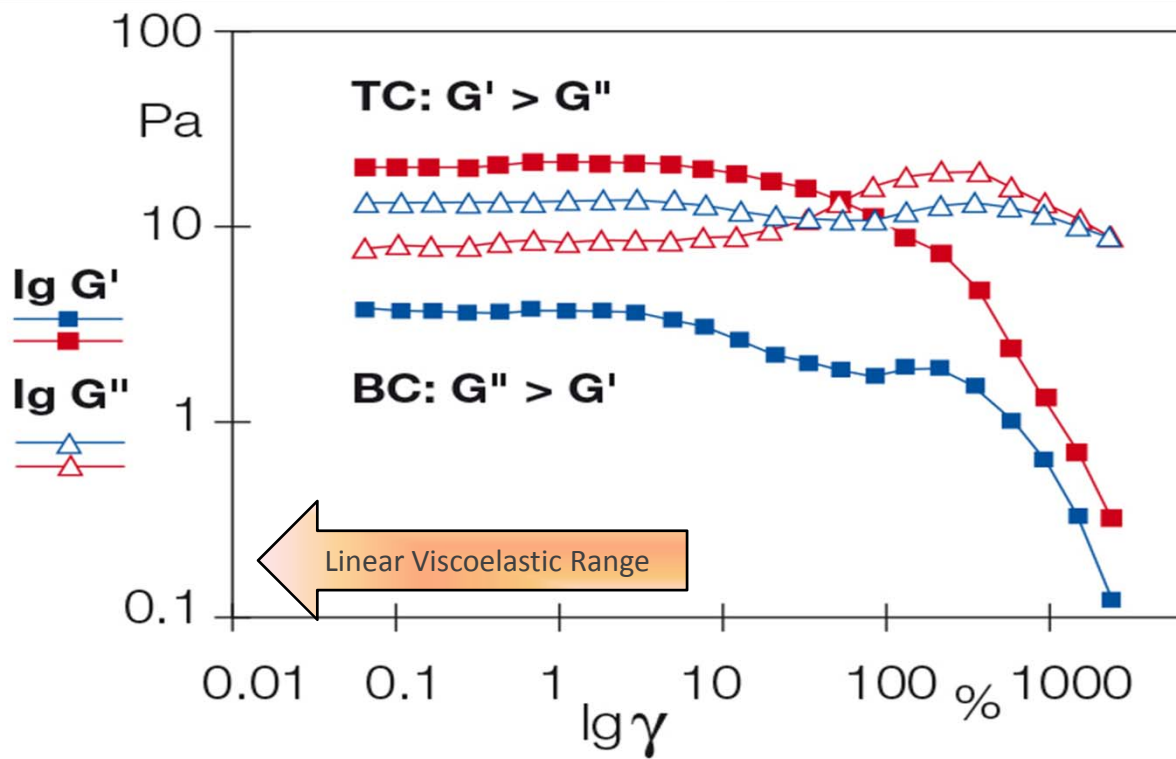 100
Pa
TC: G' > G"
10
lg G'
lg G"
BC: G" > G'
1
Linear Viscoelastic Range
0.1
0.01 0.1 1 10 100 % 1000
lg γ